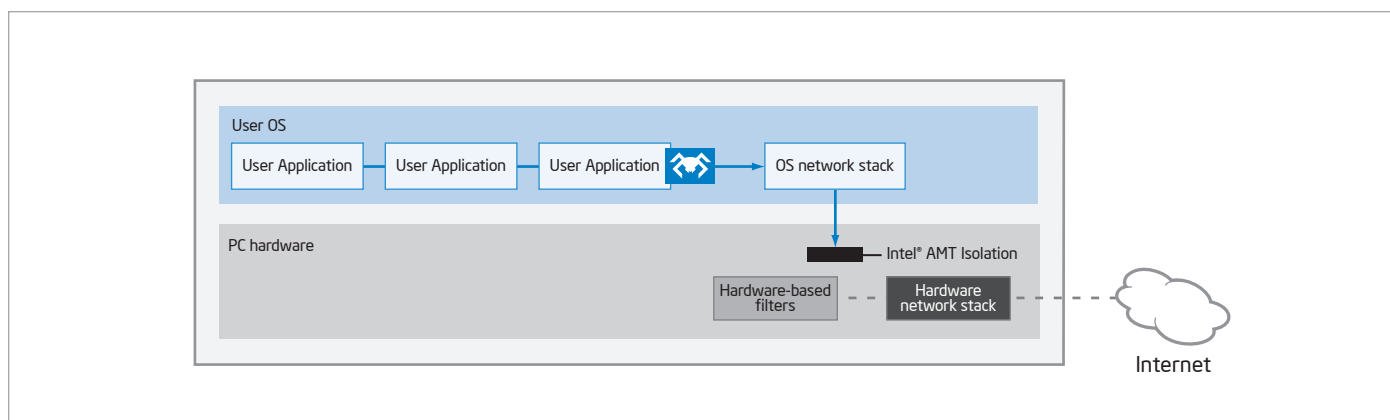 User OS
User Application
User Application
User Application
OS network stack
PC hardware
Intel® AMT Isolation
Hardware-based
filters
Hardware
network stack
Internet